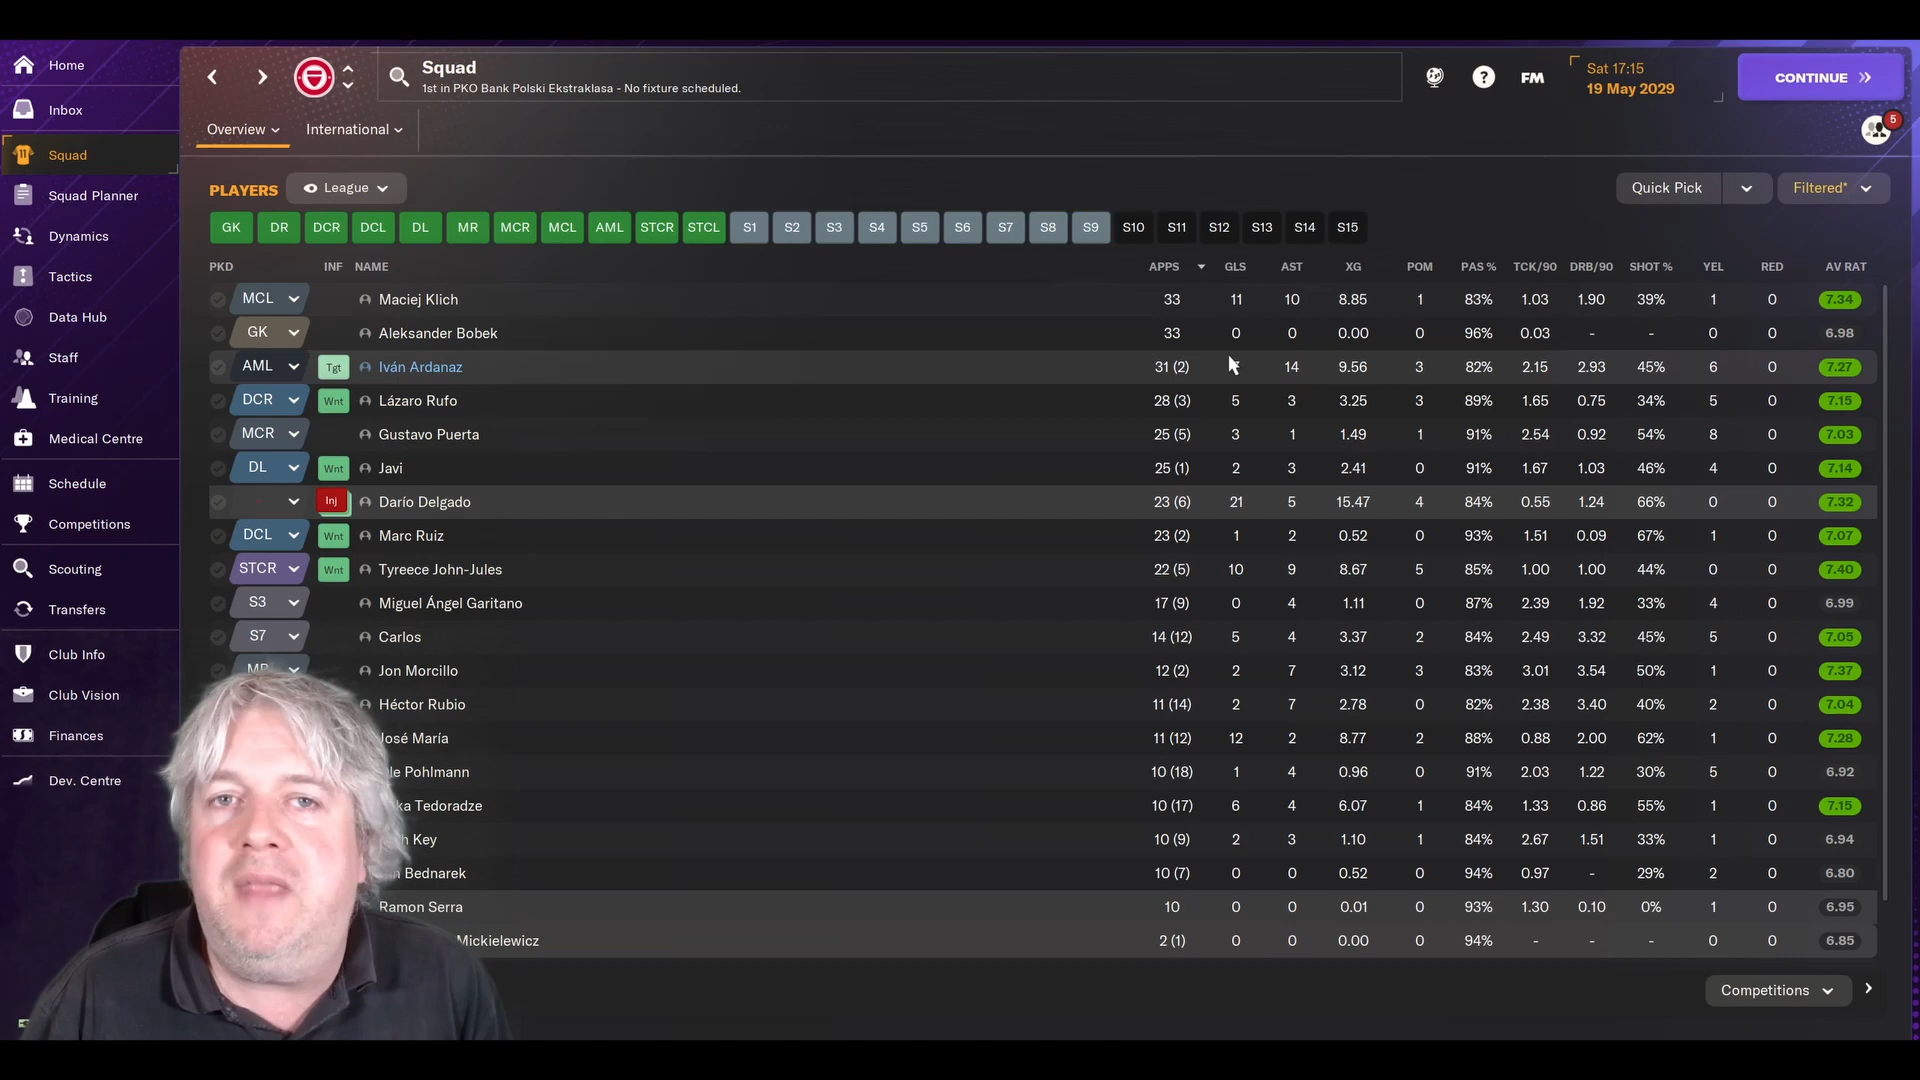 Home
Inbox
Squad
Squad Planner
Dynamics
Tactics
Data Hub
Staff
Training
Medical Centre
Schedule
Competitions
Scouting
Transfers
Club Info
Club Vision
Finances
Dev. Centre
Squad
1st in PKO Bank Polski Ekstraklasa - No fixture scheduled.
FM
Sat 17:15
19 May 2029
CONTINUE
5
Overview International
PLAYERS League Quick Pick Filtered*
GK DR DCR DCL DL MR MCR MCL AML STCR STCL S1 S2 S3 S4 S5 S6 S7 S8 S9 S10 S11 S12 S13 S14 S15
PKD INF NAME APPS GLS AST XG POM PAS % TCK/90 DRB/90 SHOT % YEL RED AV RAT
MCL Maciej Klich 33 11 10 8.85 1 83% 1.03 1.90 39% 1 0 7.34
GK Aleksander Bobek 33 0 0 0.00 0 96% 0.03 - - 0 0 6.98
AML Tgt Iván Ardanaz 31 (2) 14 9.56 3 82% 2.15 2.93 45% 6 0 7.27
DCR Wnt Lázaro Rufo 28 (3) 5 3 3.25 3 89% 1.65 0.75 34% 5 0 7.15
MCR Gustavo Puerta 25 (5) 3 1 1.49 1 91% 2.54 0.92 54% 8 0 7.03
DL Wnt Javi 25 (1) 2 3 2.41 0 91% 1.67 1.03 46% 4 0 7.14
- Inj Darío Delgado 23 (6) 21 5 15.47 4 84% 0.55 1.24 66% 0 0 7.32
DCL Wnt Marc Ruiz 23 (2) 1 2 0.52 0 93% 1.51 0.09 67% 1 0 7.07
STCR Wnt Tyreece John-Jules 22 (5) 10 9 8.67 5 85% 1.00 1.00 44% 0 0 7.40
S3 Miguel Ángel Garitano 17 (9) 0 4 1.11 0 87% 2.39 1.92 33% 4 0 6.99
S7 Carlos 14 (12) 5 4 3.37 2 84% 2.49 3.32 45% 5 0 7.05
MR Jon Morcillo 12 (2) 2 7 3.12 3 83% 3.01 3.54 50% 1 0 7.37
Héctor Rubio 11 (14) 2 7 2.78 0 82% 2.38 3.40 40% 2 0 7.04
José María 11 (12) 12 2 8.77 2 88% 0.88 2.00 62% 1 0 7.28
Pohlmann 10 (18) 1 4 0.96 0 91% 2.03 1.22 30% 5 0 6.92
Tedoradze 10 (17) 6 4 6.07 1 84% 1.33 0.86 55% 1 0 7.15
Key 10 (9) 2 3 1.10 1 84% 2.67 1.51 33% 1 0 6.94
Bednarek 10 (7) 0 0 0.52 0 94% 0.97 - 29% 2 0 6.80
Ramon Serra 10 0 0 0.01 0 93% 1.30 0.10 0% 1 0 6.95
Mickielewicz 2 (1) 0 0 0.00 0 94% - - - 0 0 6.85
Competitions